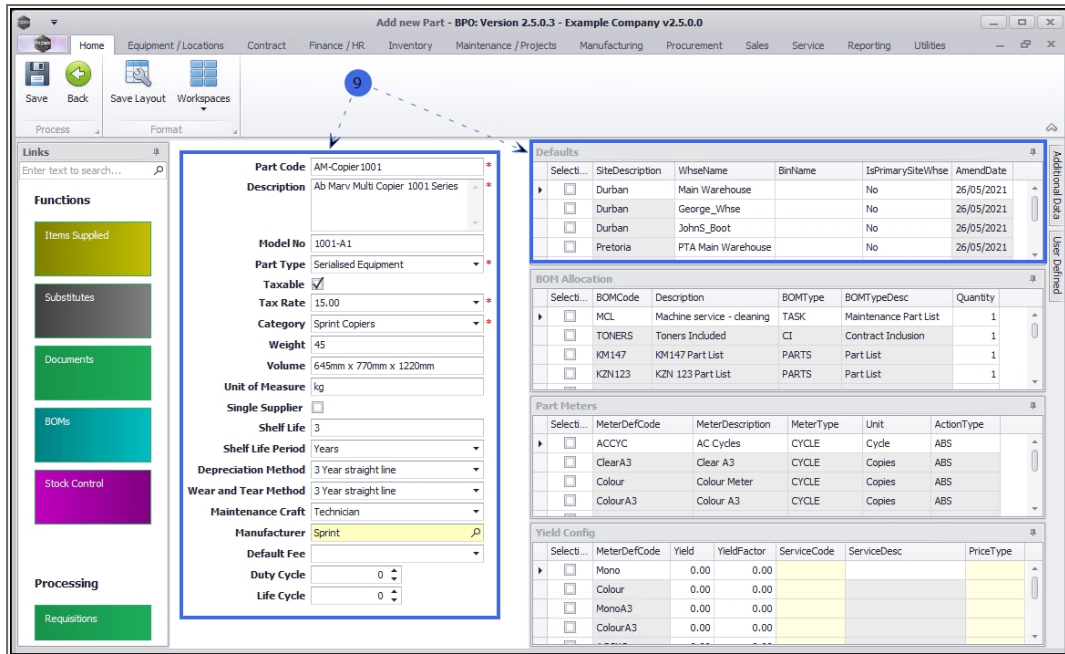 Add new Part - BPO: Version 2.5.0.3 - Example Company v2.5.0.0
Home Equipment / Locations Contract Finance / HR Inventory Maintenance / Projects Manufacturing Procurement Sales Service Reporting Utilities
Save Back Save Layout Workspaces
Process Format
9
Links
Enter text to search...
Functions
Items Supplied
Substitutes
Documents
BOMs
Stock Control
Processing
Requisitions
Part Code AM-Copier1001 *
Description Ab Marv Multi Copier 1001 Series *
Model No 1001-A1
Part Type Serialised Equipment *
Taxable
Tax Rate 15.00 *
Category Sprint Copiers *
Weight 45
Volume 645mm x 770mm x 1220mm
Unit of Measure kg
Single Supplier
Shelf Life 3
Shelf Life Period Years
Depreciation Method 3 Year straight line
Wear and Tear Method 3 Year straight line
Maintenance Craft Technician
Manufacturer Sprint
Default Fee
Duty Cycle 0
Life Cycle 0
Defaults
Selecti... SiteDescription WhseName BinName IsPrimarySiteWhse AmendDate
Durban Main Warehouse No 26/05/2021
Durban George_Whse No 26/05/2021
Durban JohnS_Boot No 26/05/2021
Pretoria PTA Main Warehouse No 26/05/2021
BOM Allocation
Selecti... BOMCode Description BOMType BOMTypeDesc Quantity
MCL Machine service - cleaning TASK Maintenance Part List 1
TONERS Toners Included CI Contract Inclusion 1
KM147 KM147 Part List PARTS Part List 1
KZN123 KZN 123 Part List PARTS Part List 1
Part Meters
Selecti... MeterDefCode MeterDescription MeterType Unit ActionType
ACCYC AC Cycles CYCLE Cycle ABS
ClearA3 Clear A3 CYCLE Copies ABS
Colour Colour Meter CYCLE Copies ABS
ColourA3 Colour A3 CYCLE Copies ABS
Yield Config
Selecti... MeterDefCode Yield YieldFactor ServiceCode ServiceDesc PriceType
Mono 0.00 0.00
Colour 0.00 0.00
MonoA3 0.00 0.00
ColourA3 0.00 0.00
Additional Data
User Defined